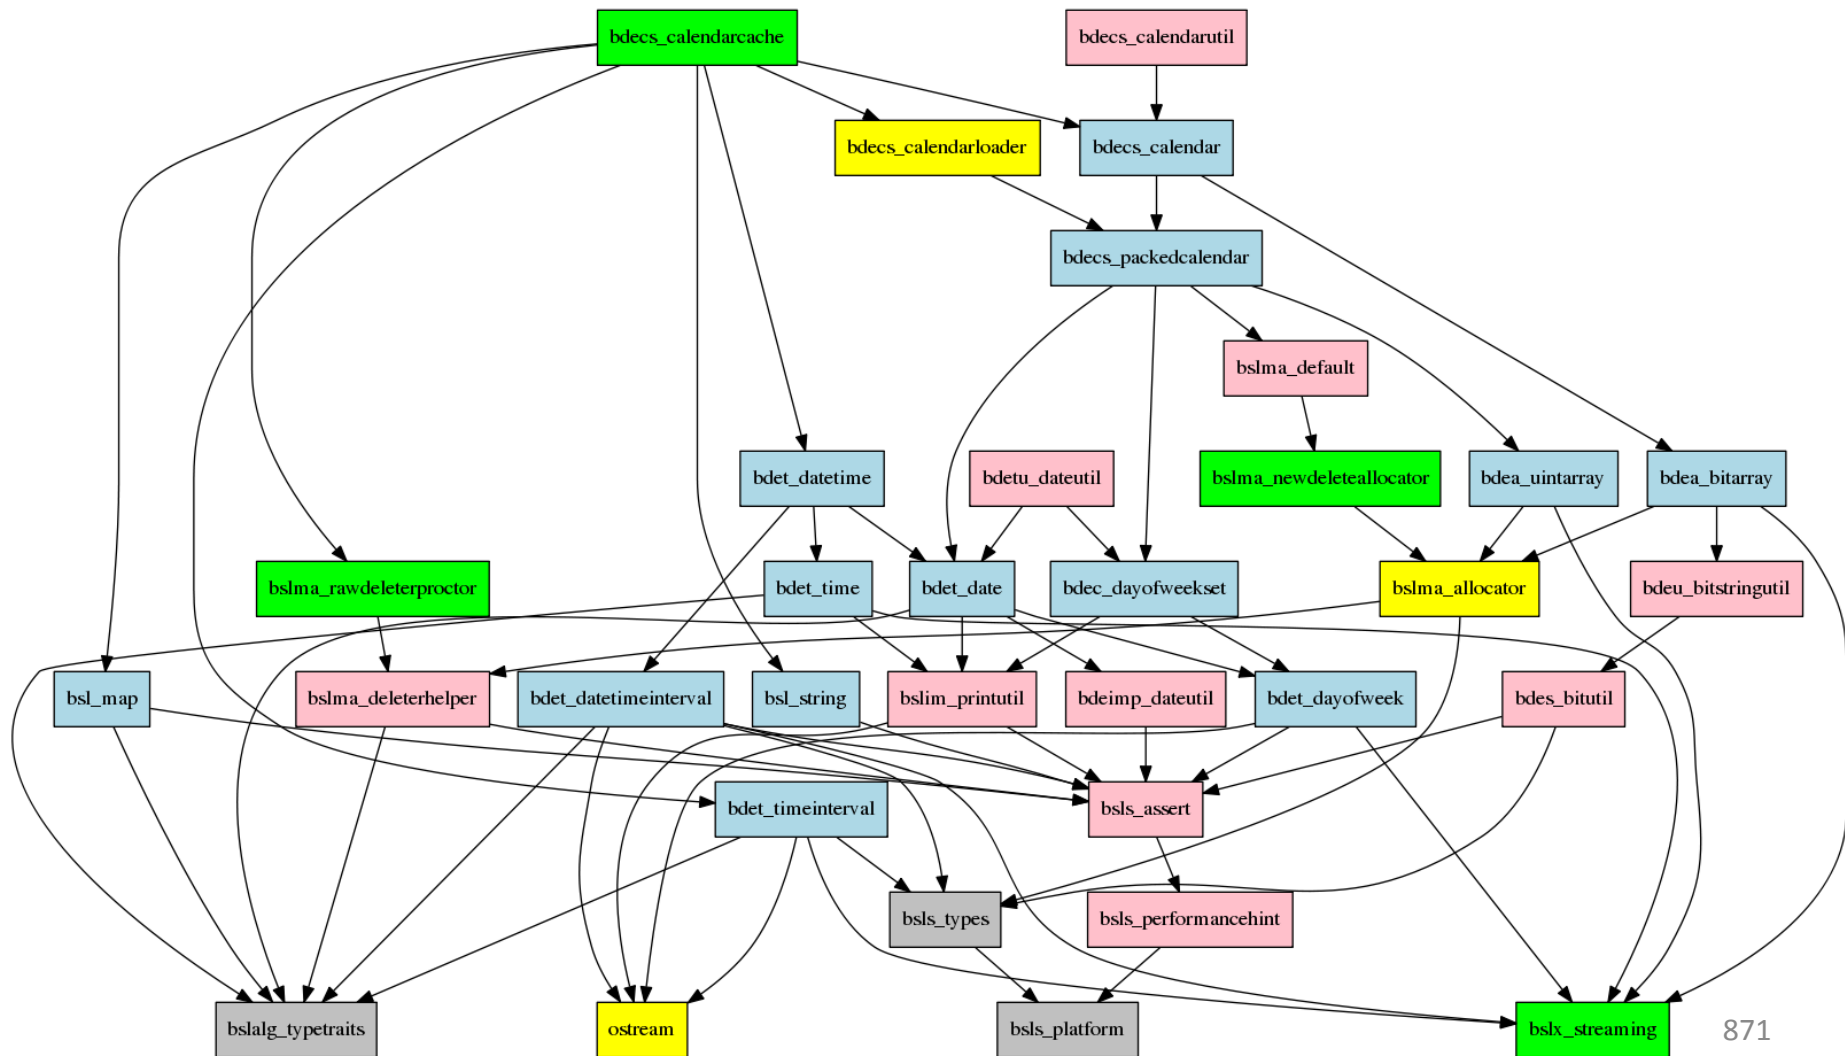 bdecs_calendarcache
bdecs_calendarutil
bdecs_calendarloader
bdecs_calendar
bdecs_packedcalendar
bslma_default
bdet_datetime
bdetu_dateutil
bslma_newdeleteallocator
bdea_uintarray
bdea_bitarray
bslma_rawdeleterproctor
bdet_time
bdet_date
bdec_dayofweekset
bslma_allocator
bdeu_bitstringutil
bsl_map
bslma_deleterhelper
bdet_datetimeinterval
bsl_string
bslim_printutil
bdeimp_dateutil
bdet_dayofweek
bdes_bitutil
bdet_timeinterval
bsls_assert
bsls_types
bsls_performancehint
bslalg_typetraits
ostream
bsls_platform
bslx_streaming
871